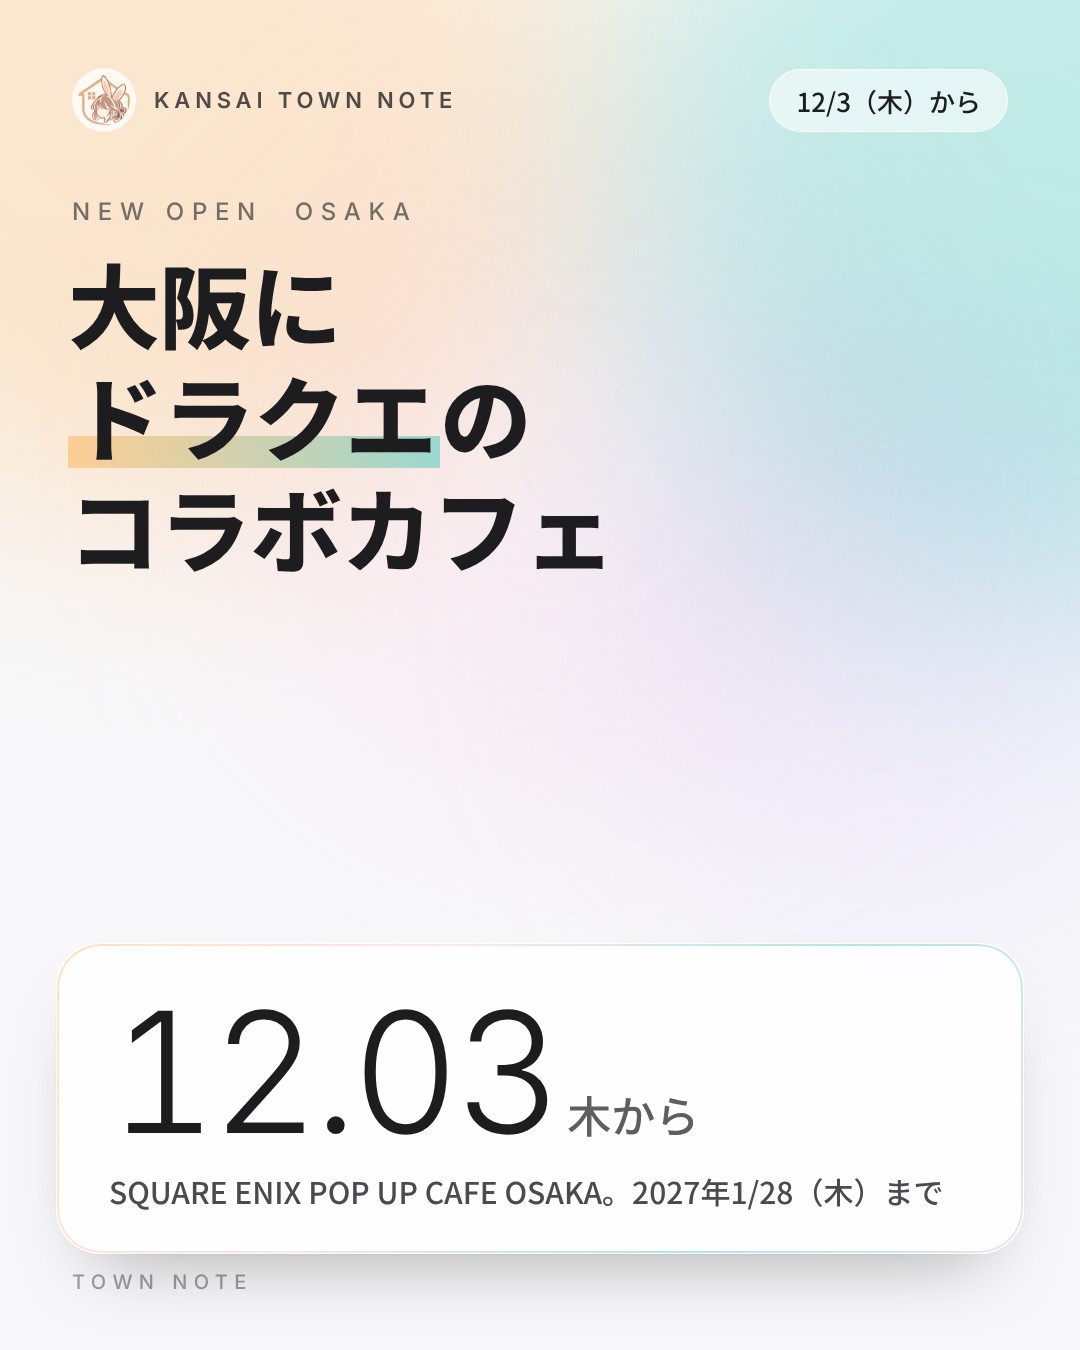 KANSAI TOWN NOTE
12/3（木）から
NEW OPEN OSAKA
大阪に
ドラクエの
コラボカフェ
12.03 木から
SQUARE ENIX POP UP CAFE OSAKA。2027年1/28（木）まで
TOWN NOTE